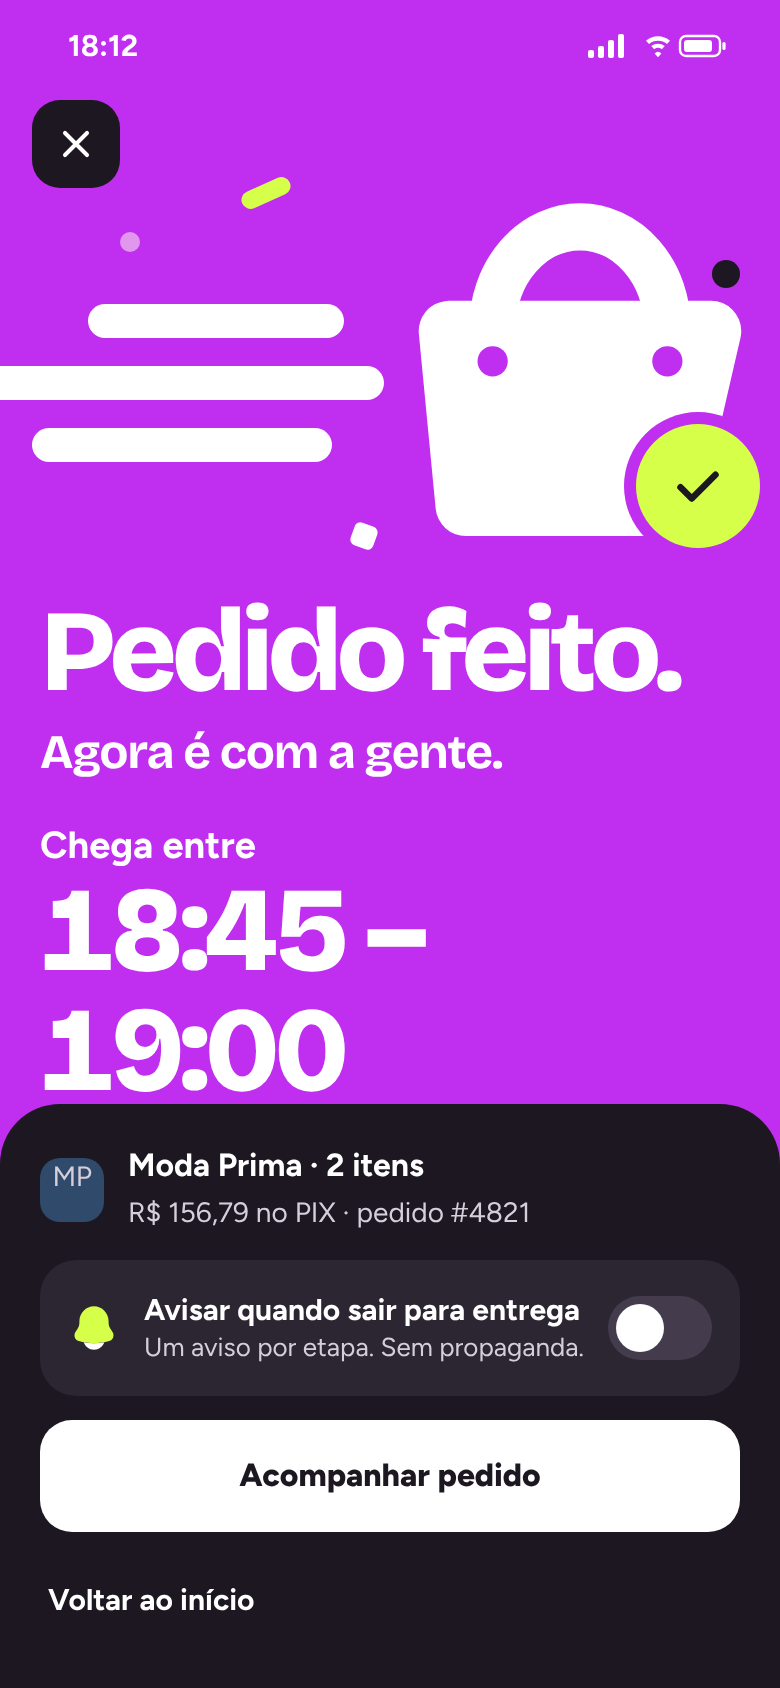 18:12
Pedido feito.
Agora é com a gente.
Chega entre
18:45 –
19:00
MP
Moda Prima · 2 itens
R$ 156,79 no PIX · pedido #4821
Avisar quando sair para entrega
Um aviso por etapa. Sem propaganda.
Acompanhar pedido
Voltar ao início